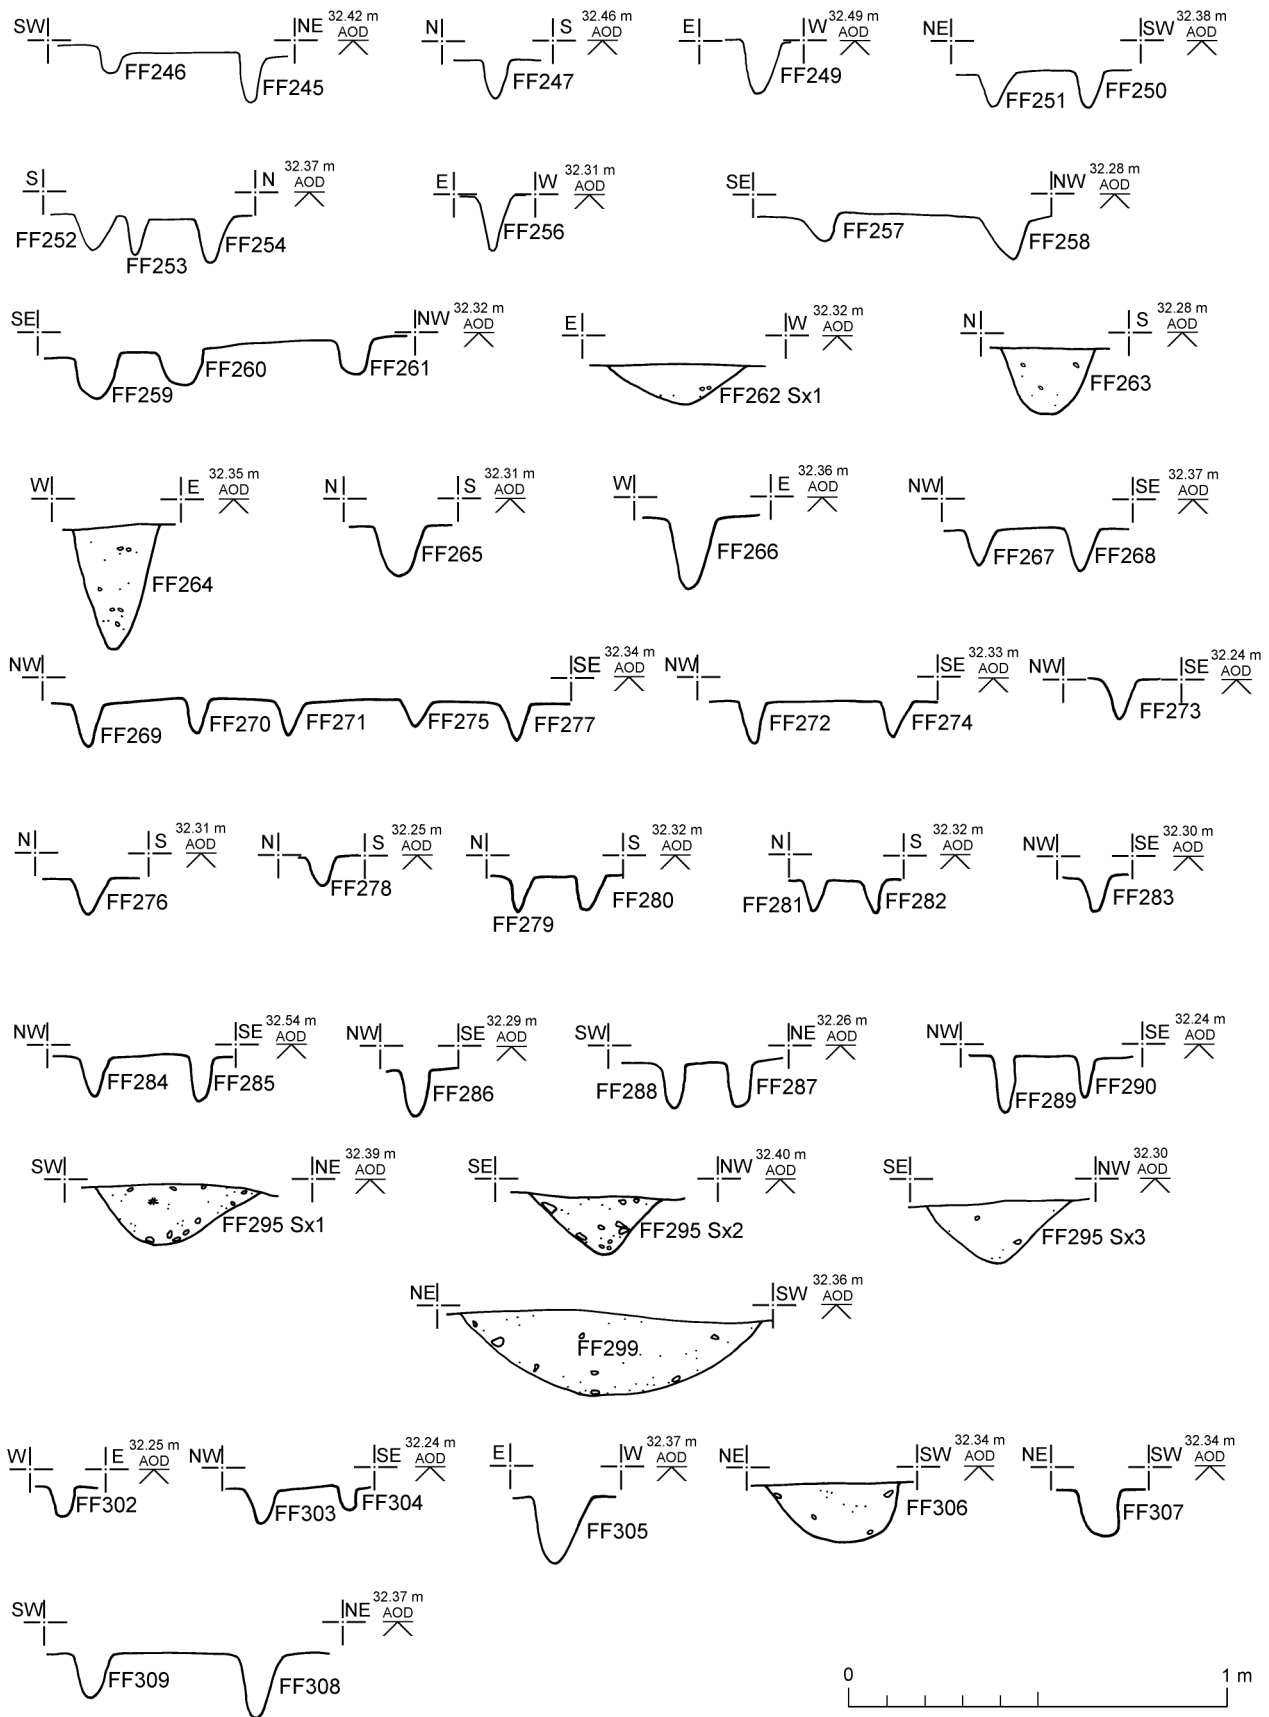 SW NE 32.42 m AOD
FF246 FF245
N S 32.46 m AOD
FF247
E W 32.49 m AOD
FF249
NE SW 32.38 m AOD
FF251 FF250
S N 32.37 m AOD
FF252 FF253 FF254
E W 32.31 m AOD
FF256
SE NW 32.28 m AOD
FF257 FF258
SE NW 32.32 m AOD
FF259 FF260 FF261
E W 32.32 m AOD
FF262 Sx1
N S 32.28 m AOD
FF263
W E 32.35 m AOD
FF264
N S 32.31 m AOD
FF265
W E 32.36 m AOD
FF266
NW SE 32.37 m AOD
FF267 FF268
NW SE 32.34 m AOD
FF269 FF270 FF271 FF275 FF277
NW SE 32.33 m AOD
FF272 FF274
NW SE 32.24 m AOD
FF273
N S 32.31 m AOD
FF276
N S 32.25 m AOD
FF278
N S 32.32 m AOD
FF279 FF280
N S 32.32 m AOD
FF281 FF282
NW SE 32.30 m AOD
FF283
NW SE 32.54 m AOD
FF284 FF285
NW SE 32.29 m AOD
FF286
SW NE 32.26 m AOD
FF288 FF287
NW SE 32.24 m AOD
FF289 FF290
SW NE 32.39 m AOD
FF295 Sx1
SE NW 32.40 m AOD
FF295 Sx2
SE NW 32.30 AOD
FF295 Sx3
NE SW 32.36 m AOD
FF299
W E 32.25 m AOD
FF302
NW SE 32.24 m AOD
FF303 FF304
E W 32.37 m AOD
FF305
NE SW 32.34 m AOD
FF306
NE SW 32.34 m AOD
FF307
SW NE 32.37 m AOD
FF309 FF308
0 1 m